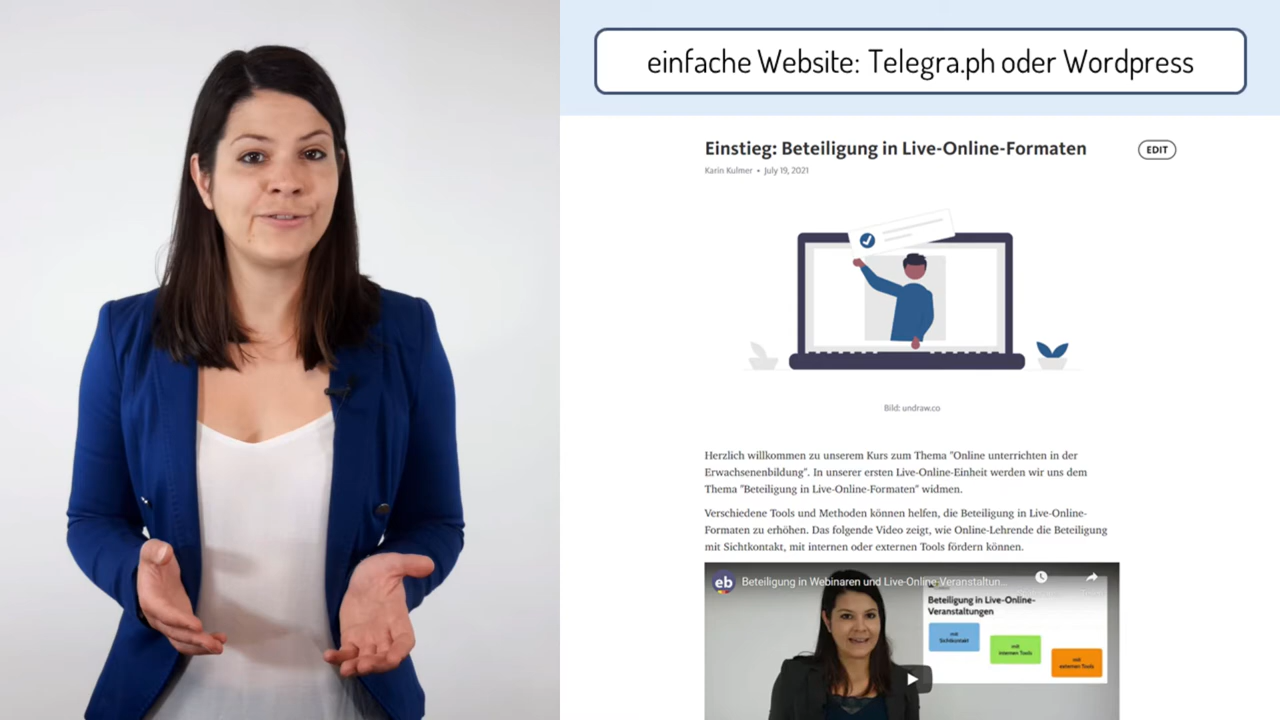 einfache Website: Telegra.ph oder Wordpress
Einstieg: Beteiligung in Live-Online-Formaten
EDIT
Karin Kulmer • July 19, 2021
Bild: undraw.co
Herzlich willkommen zu unserem Kurs zum Thema "Online unterrichten in der
Erwachsenenbildung". In unserer ersten Live-Online-Einheit werden wir uns dem
Thema "Beteiligung in Live-Online-Formaten" widmen.
Verschiedene Tools und Methoden können helfen, die Beteiligung in Live-Online-
Formaten zu erhöhen. Das folgende Video zeigt, wie Online-Lehrende die Beteiligung
mit Sichtkontakt, mit internen oder externen Tools fördern können.
eb
Beteiligung in Webinaren und Live-Online-Veranstaltun...
Beteiligung in Live-Online-
Veranstaltungen
mit
Sichtkontakt
mit
internen Tools
mit
externen Tools